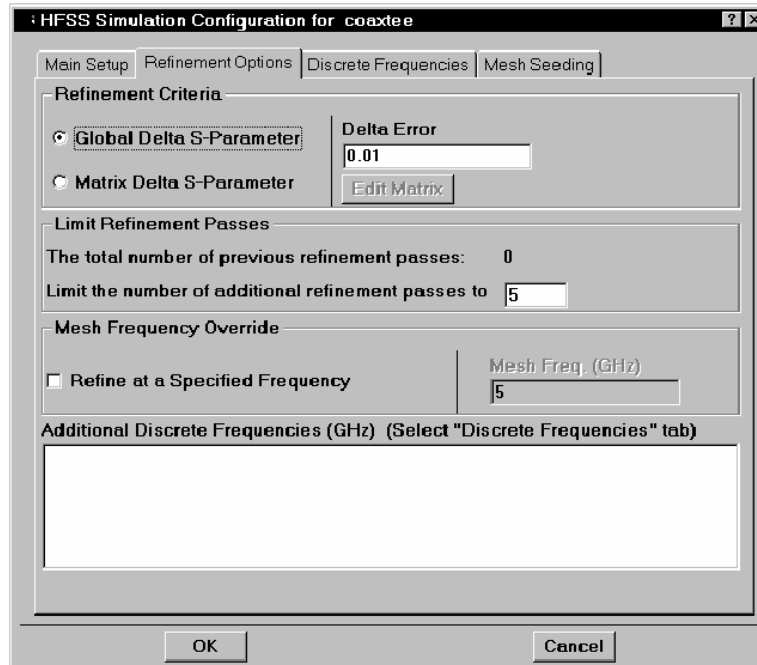 HFSS Simulation Configuration for coaxtee
Main Setup Refinement Options Discrete Frequencies Mesh Seeding
Refinement Criteria
Global Delta S-Parameter
Delta Error
0.01
Matrix Delta S-Parameter
Edit Matrix
Limit Refinement Passes
The total number of previous refinement passes: 0
Limit the number of additional refinement passes to 5
Mesh Frequency Override
Refine at a Specified Frequency
Mesh Freq. (GHz)
5
Additional Discrete Frequencies (GHz) (Select "Discrete Frequencies" tab)
OK Cancel